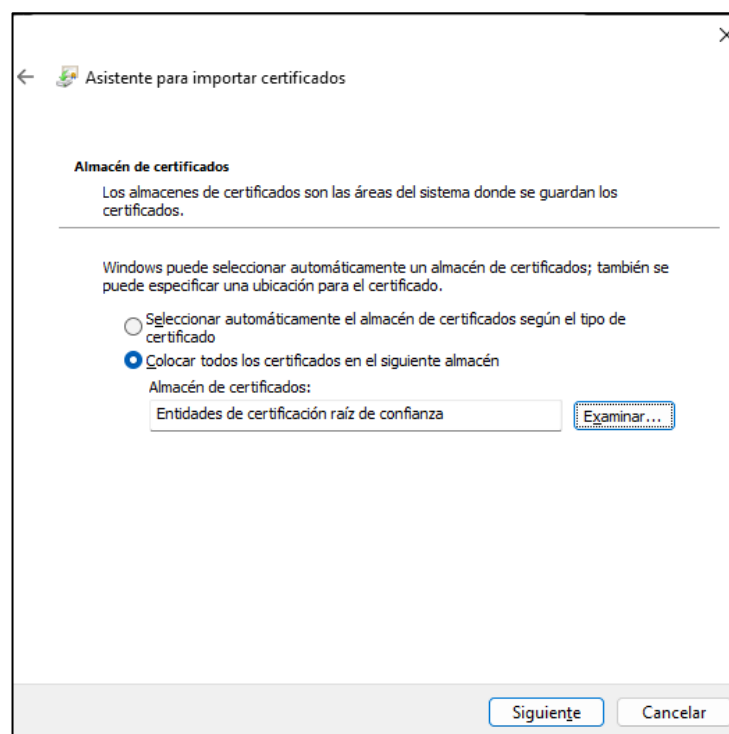 Asistente para importar certificados
Almacén de certificados
Los almacenes de certificados son las áreas del sistema donde se guardan los
certificados.
Windows puede seleccionar automáticamente un almacén de certificados; también se
puede especificar una ubicación para el certificado.
Seleccionar automáticamente el almacén de certificados según el tipo de
certificado
Colocar todos los certificados en el siguiente almacén
Almacén de certificados:
Entidades de certificación raíz de confianza
Examinar...
Siguiente
Cancelar